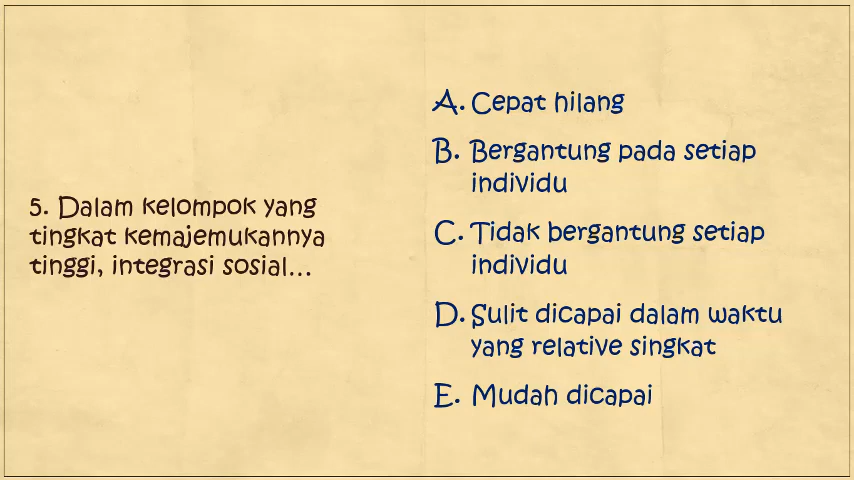 5. Dalam kelompok yang
tingkat kemajemukannya
tinggi, integrasi sosial...
A. Cepat hilang
B. Bergantung pada setiap
individu
C. Tidak bergantung setiap
individu
D. Sulit dicapai dalam waktu
yang relative singkat
E. Mudah dicapai